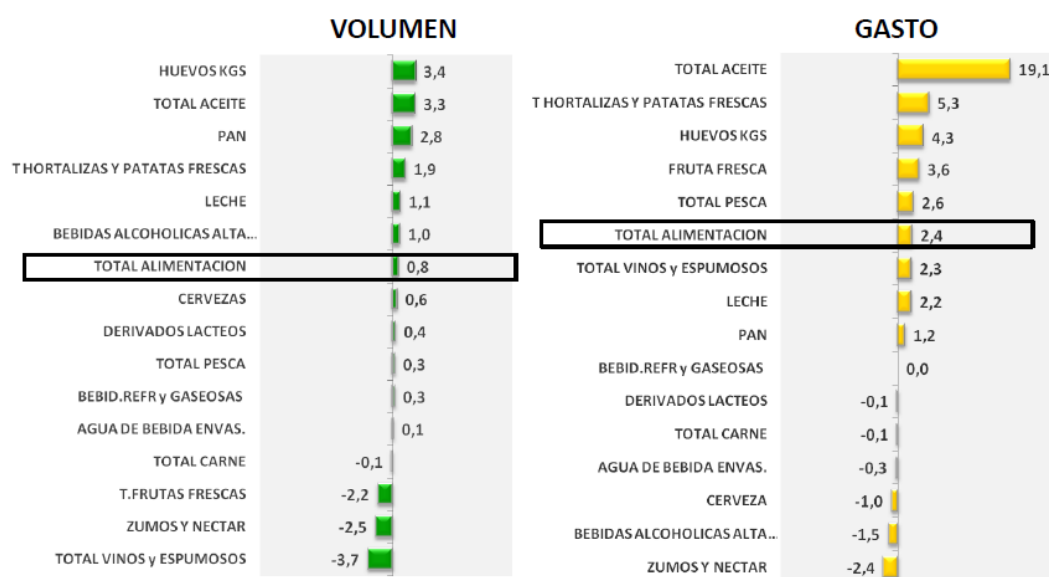 VOLUMEN
HUEVOS KGS 3,4
TOTAL ACEITE 3,3
PAN 2,8
T HORTALIZAS Y PATATAS FRESCAS 1,9
LECHE 1,1
BEBIDAS ALCOHOLICAS ALTA... 1,0
TOTAL ALIMENTACION 0,8
CERVEZAS 0,6
DERIVADOS LACTEOS 0,4
TOTAL PESCA 0,3
BEBID.REFR y GASEOSAS 0,3
AGUA DE BEBIDA ENVAS. 0,1
TOTAL CARNE -0,1
T.FRUTAS FRESCAS -2,2
ZUMOS Y NECTAR -2,5
TOTAL VINOS y ESPUMOSOS -3,7
GASTO
TOTAL ACEITE 19,1
T HORTALIZAS Y PATATAS FRESCAS 5,3
HUEVOS KGS 4,3
FRUTA FRESCA 3,6
TOTAL PESCA 2,6
TOTAL ALIMENTACION 2,4
TOTAL VINOS y ESPUMOSOS 2,3
LECHE 2,2
PAN 1,2
BEBID.REFR y GASEOSAS 0,0
DERIVADOS LACTEOS -0,1
TOTAL CARNE -0,1
AGUA DE BEBIDA ENVAS. -0,3
CERVEZA -1,0
BEBIDAS ALCOHOLICAS ALTA... -1,5
ZUMOS Y NECTAR -2,4